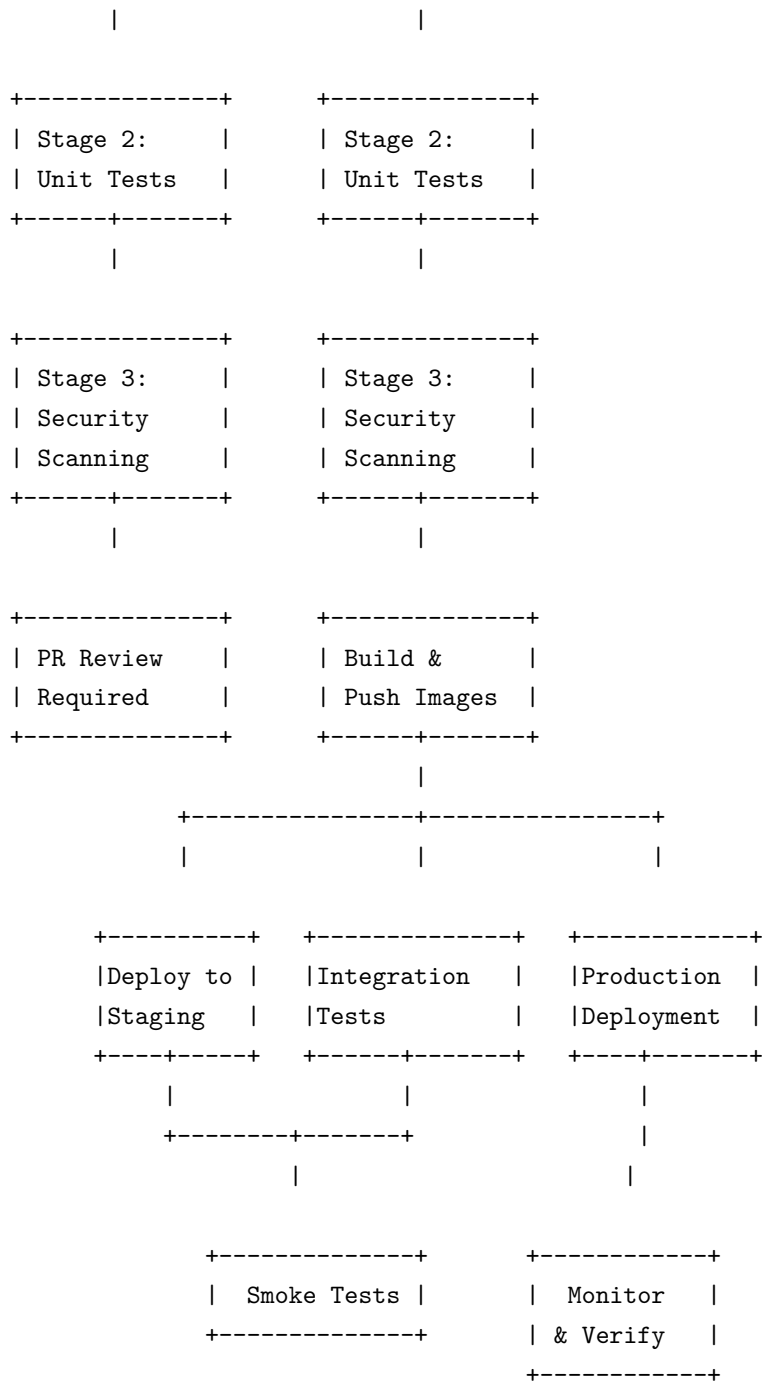 Stage 2:
Unit Tests
Stage 2:
Unit Tests
Stage 3:
Security
Scanning
Stage 3:
Security
Scanning
PR Review
Required
Build &
Push Images
Deploy to
Staging
Integration
Tests
Production
Deployment
Smoke Tests
Monitor
& Verify